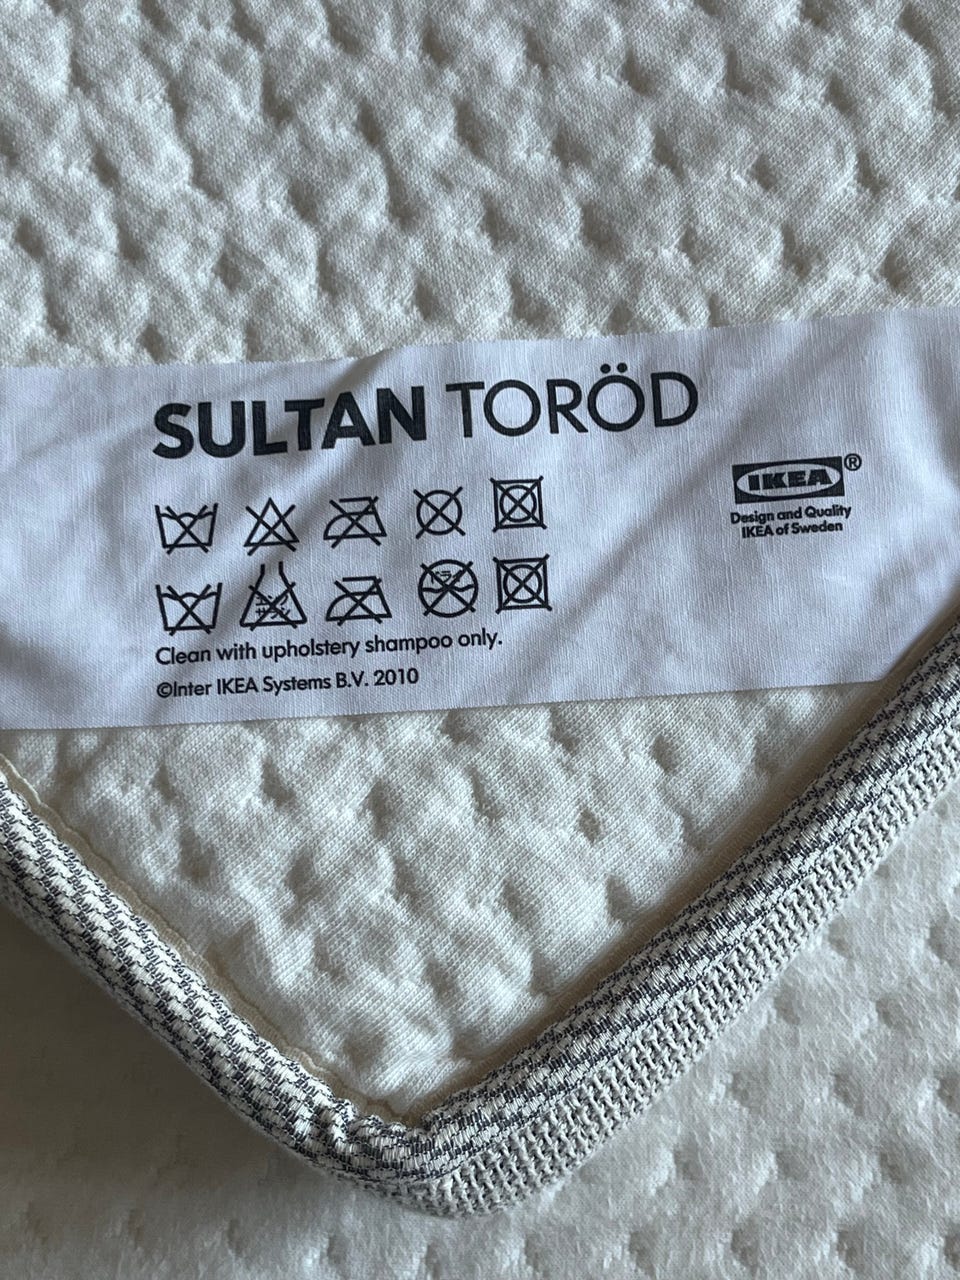 SULTAN TORÖD
IKEA®
Design and Quality
IKEA of Sweden
Clean with upholstery shampoo only.
©Inter IKEA Systems B.V. 2010